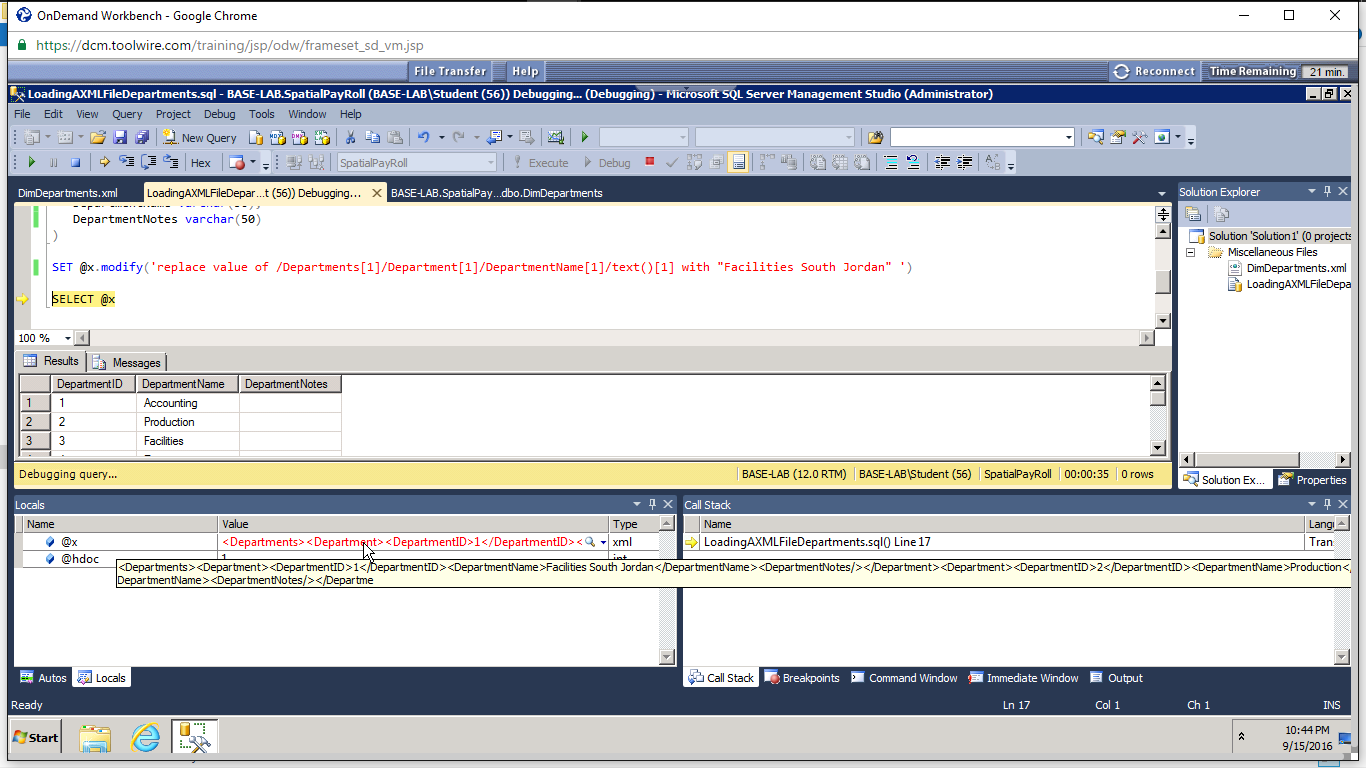 OnDemand Workbench - Google Chrome
https://dcm.toolwire.com/training/jsp/odw/frameset_sd_vm.jsp
File Transfer Help Reconnect Time Remaining 21 min.
LoadingAXMLFileDepartments.sql - BASE-LAB.SpatialPayRoll (BASE-LAB\Student (56)) Debugging... (Debugging) - Microsoft SQL Server Management Studio (Administrator)
File Edit View Query Project Debug Tools Window Help
New Query
Hex SpatialPayRoll Execute Debug
DimDepartments.xml LoadingAXMLFileDepar...t (56)) Debugging... BASE-LAB.SpatialPay...dbo.DimDepartments
DepartmentNotes varchar(50)
)
SET @x.modify('replace value of /Departments[1]/Department[1]/DepartmentName[1]/text()[1] with "Facilities South Jordan" ')
SELECT @x
100 %
Results Messages
DepartmentID DepartmentName DepartmentNotes
1 1 Accounting
2 2 Production
3 3 Facilities
Debugging query... BASE-LAB (12.0 RTM) BASE-LAB\Student (56) SpatialPayRoll 00:00:35 0 rows
Solution Explorer
Solution 'Solution1' (0 projects
Miscellaneous Files
DimDepartments.xml
LoadingAXMLFileDepa
Solution Ex... Properties
Locals
Name Value Type
@x <Departments><Department><DepartmentID>1</DepartmentID>< xml
@hdoc 1 int
<Departments><Department><DepartmentID>1</DepartmentID><DepartmentName>Facilities South Jordan</DepartmentName><DepartmentNotes/></Department><Department><DepartmentID>2</DepartmentID><DepartmentName>Production</
DepartmentName><DepartmentNotes/></Departme
Call Stack
Name Langu
LoadingAXMLFileDepartments.sql() Line 17 Trans
Autos Locals
Call Stack Breakpoints Command Window Immediate Window Output
Ready Ln 17 Col 1 Ch 1 INS
Start
10:44 PM
9/15/2016